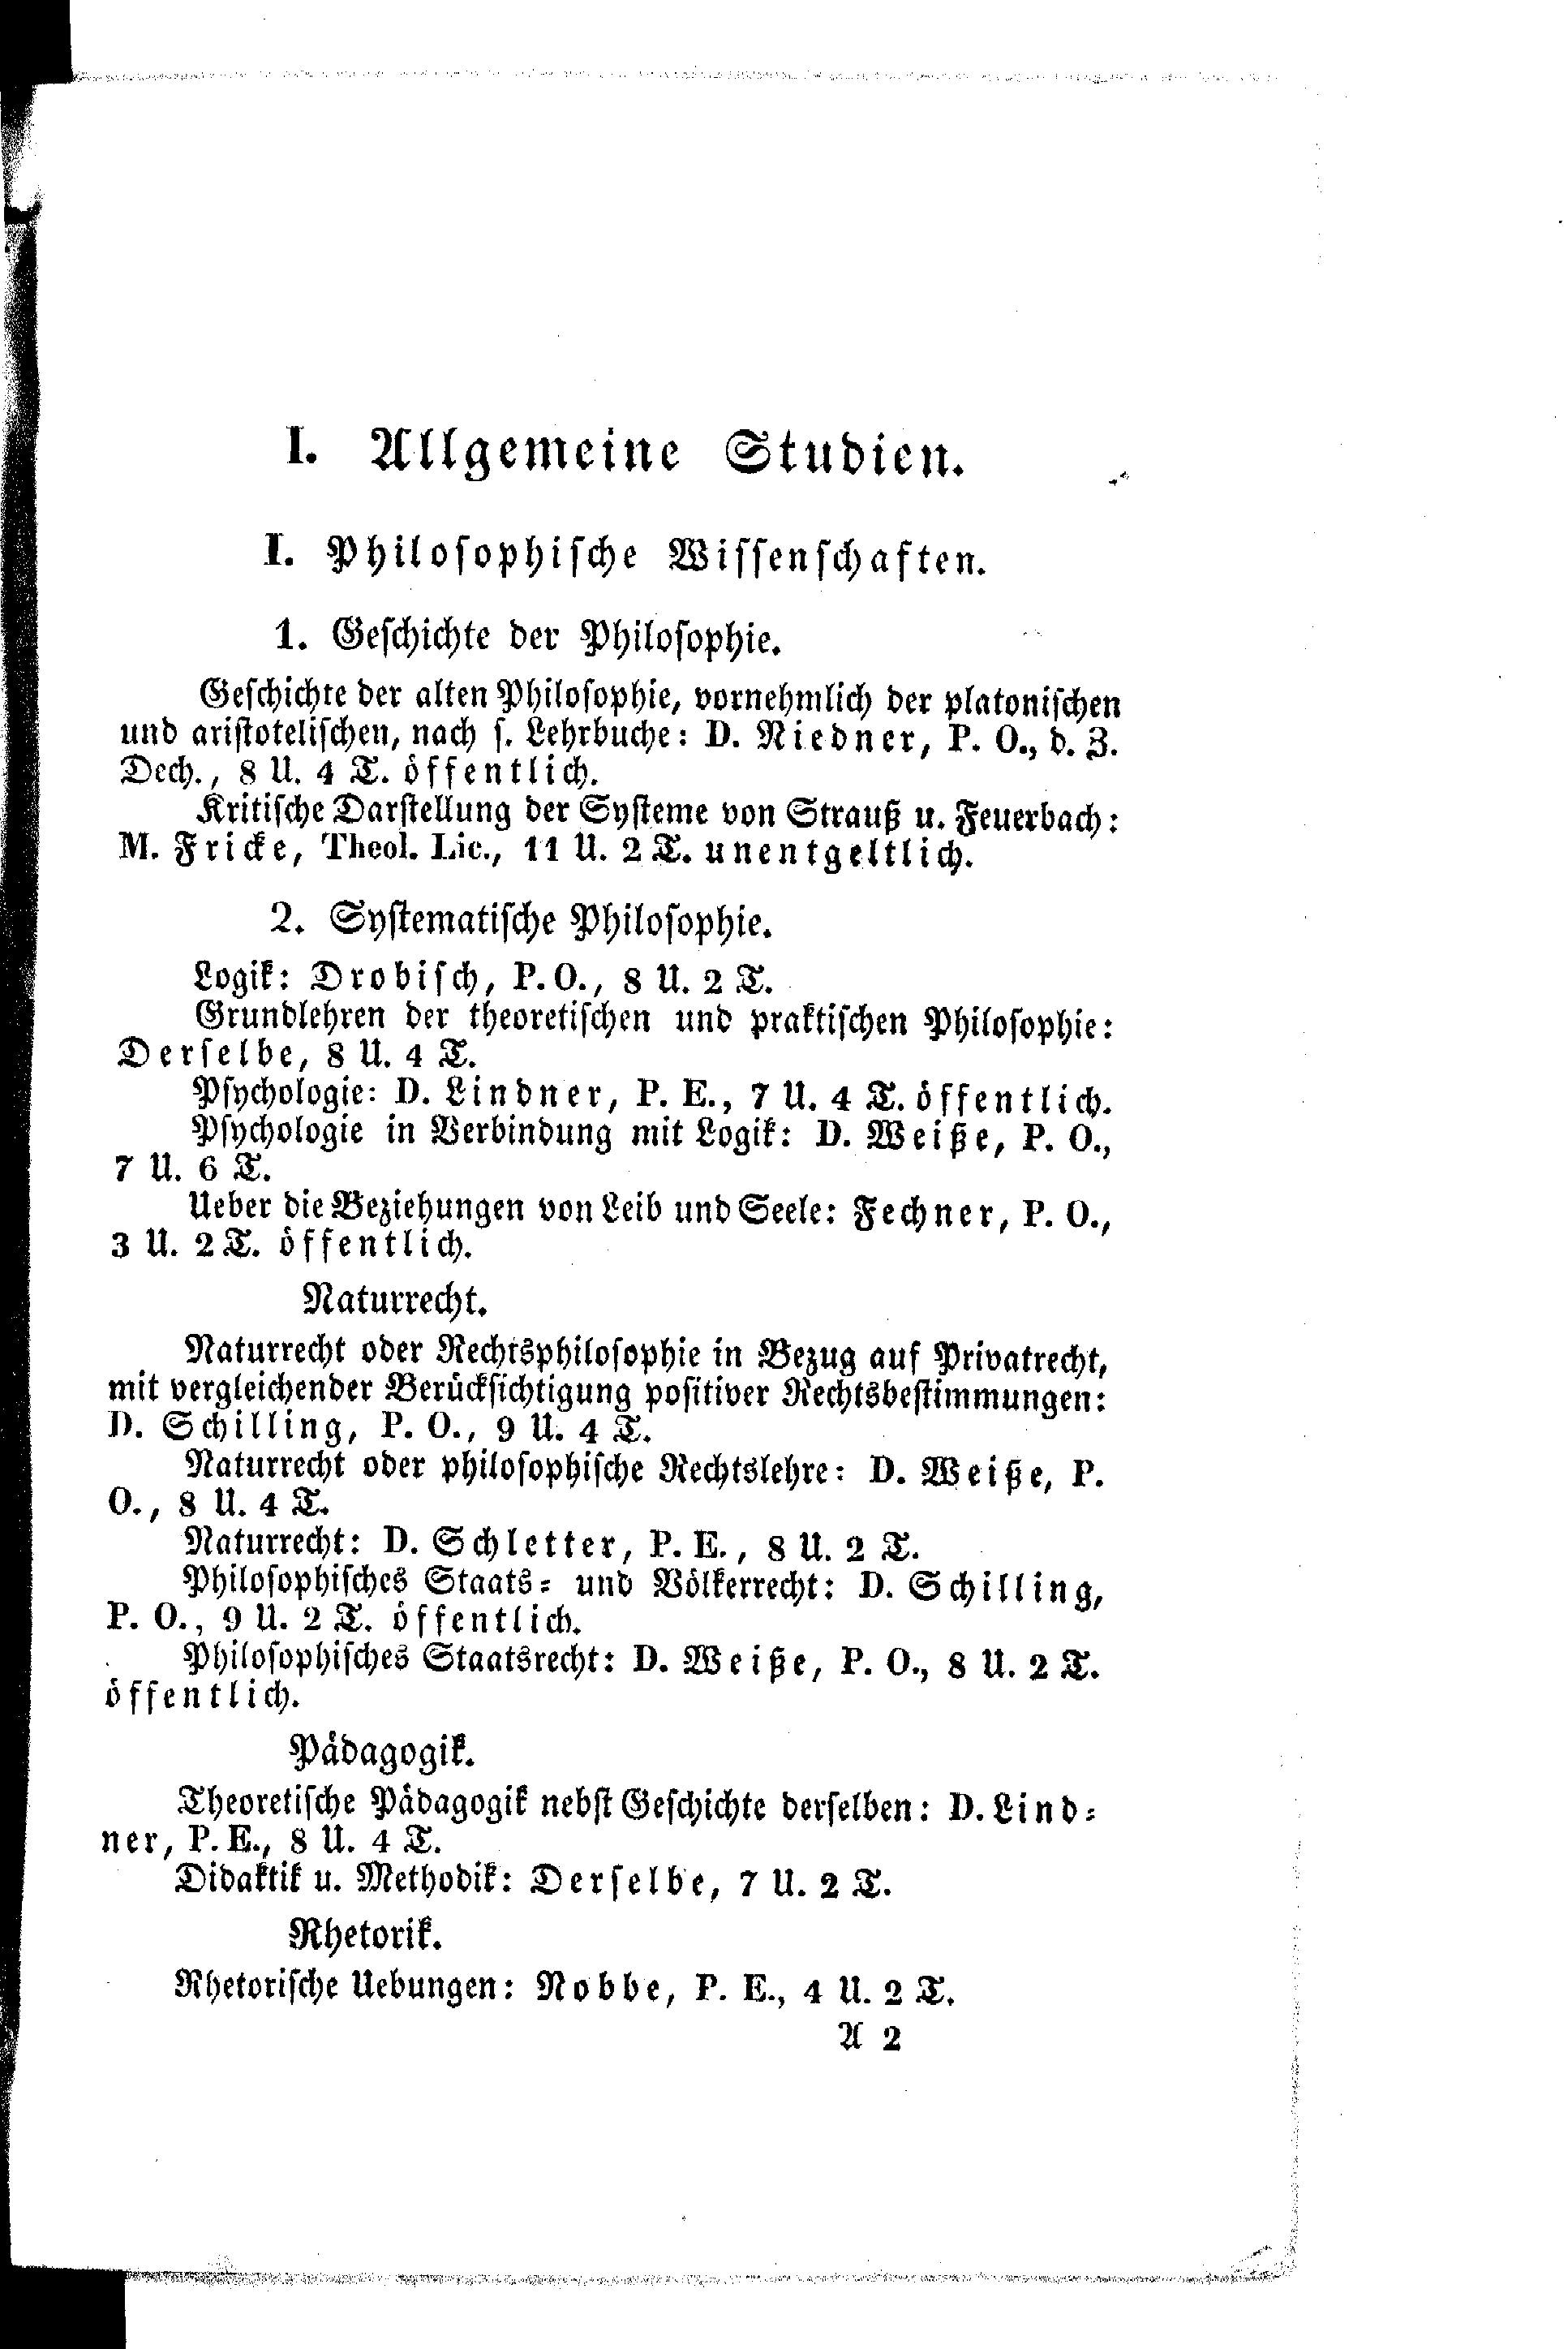 I. Allgemeine Studien.
I. Philosophische Wissenschaften.
1. Geschichte der Philosophie.
Geschichte der alten Philosophie, vornehmlich der platonischen
und aristotelischen, nach s. Lehrbuche: D. Niedner, P. O., d. Z.
Dech., 8 U. 4 T. öffentlich.
Kritische Darstellung der Systeme von Strauß u. Feuerbach:
M. Fricke, Theol. Lic., 11 U. 2 T. unentgeltlich.
2. Systematische Philosophie.
Logik: Drobisch, P. O., 8 U. 2 T.
Grundlehren der theoretischen und praktischen Philosophie:
Derselbe, 8 U. 4 T.
Psychologie: D. Lindner, P. E., 7 U. 4 T. öffentlich.
Psychologie in Verbindung mit Logik: D. Weiße, P. O.,
7 U. 6 T.
Ueber die Beziehungen von Leib und Seele: Fechner, P. O.,
3 U. 2 T. öffentlich.
Naturrecht.
Naturrecht oder Rechtsphilosophie in Bezug auf Privatrecht,
mit vergleichender Berücksichtigung positiver Rechtsbestimmungen:
D. Schilling, P. O., 9 U. 4 T.
Naturrecht oder philosophische Rechtslehre: D. Weiße, P.
O., 8 U. 4 T.
Naturrecht: D. Schletter, P. E., 8 U. 2 T.
Philosophisches Staats- und Völkerrecht: D. Schilling,
P. O., 9 U. 2 T. öffentlich.
Philosophisches Staatsrecht: D. Weiße, P. O., 8 U. 2 T.
öffentlich.
Pädagogik.
Theoretische Pädagogik nebst Geschichte derselben: D. Lind-
ner, P. E., 8 U. 4 T.
Didaktik u. Methodik: Derselbe, 7 U. 2 T.
Rhetorik.
Rhetorische Uebungen: Nobbe, P. E., 4 U. 2 T.
A 2